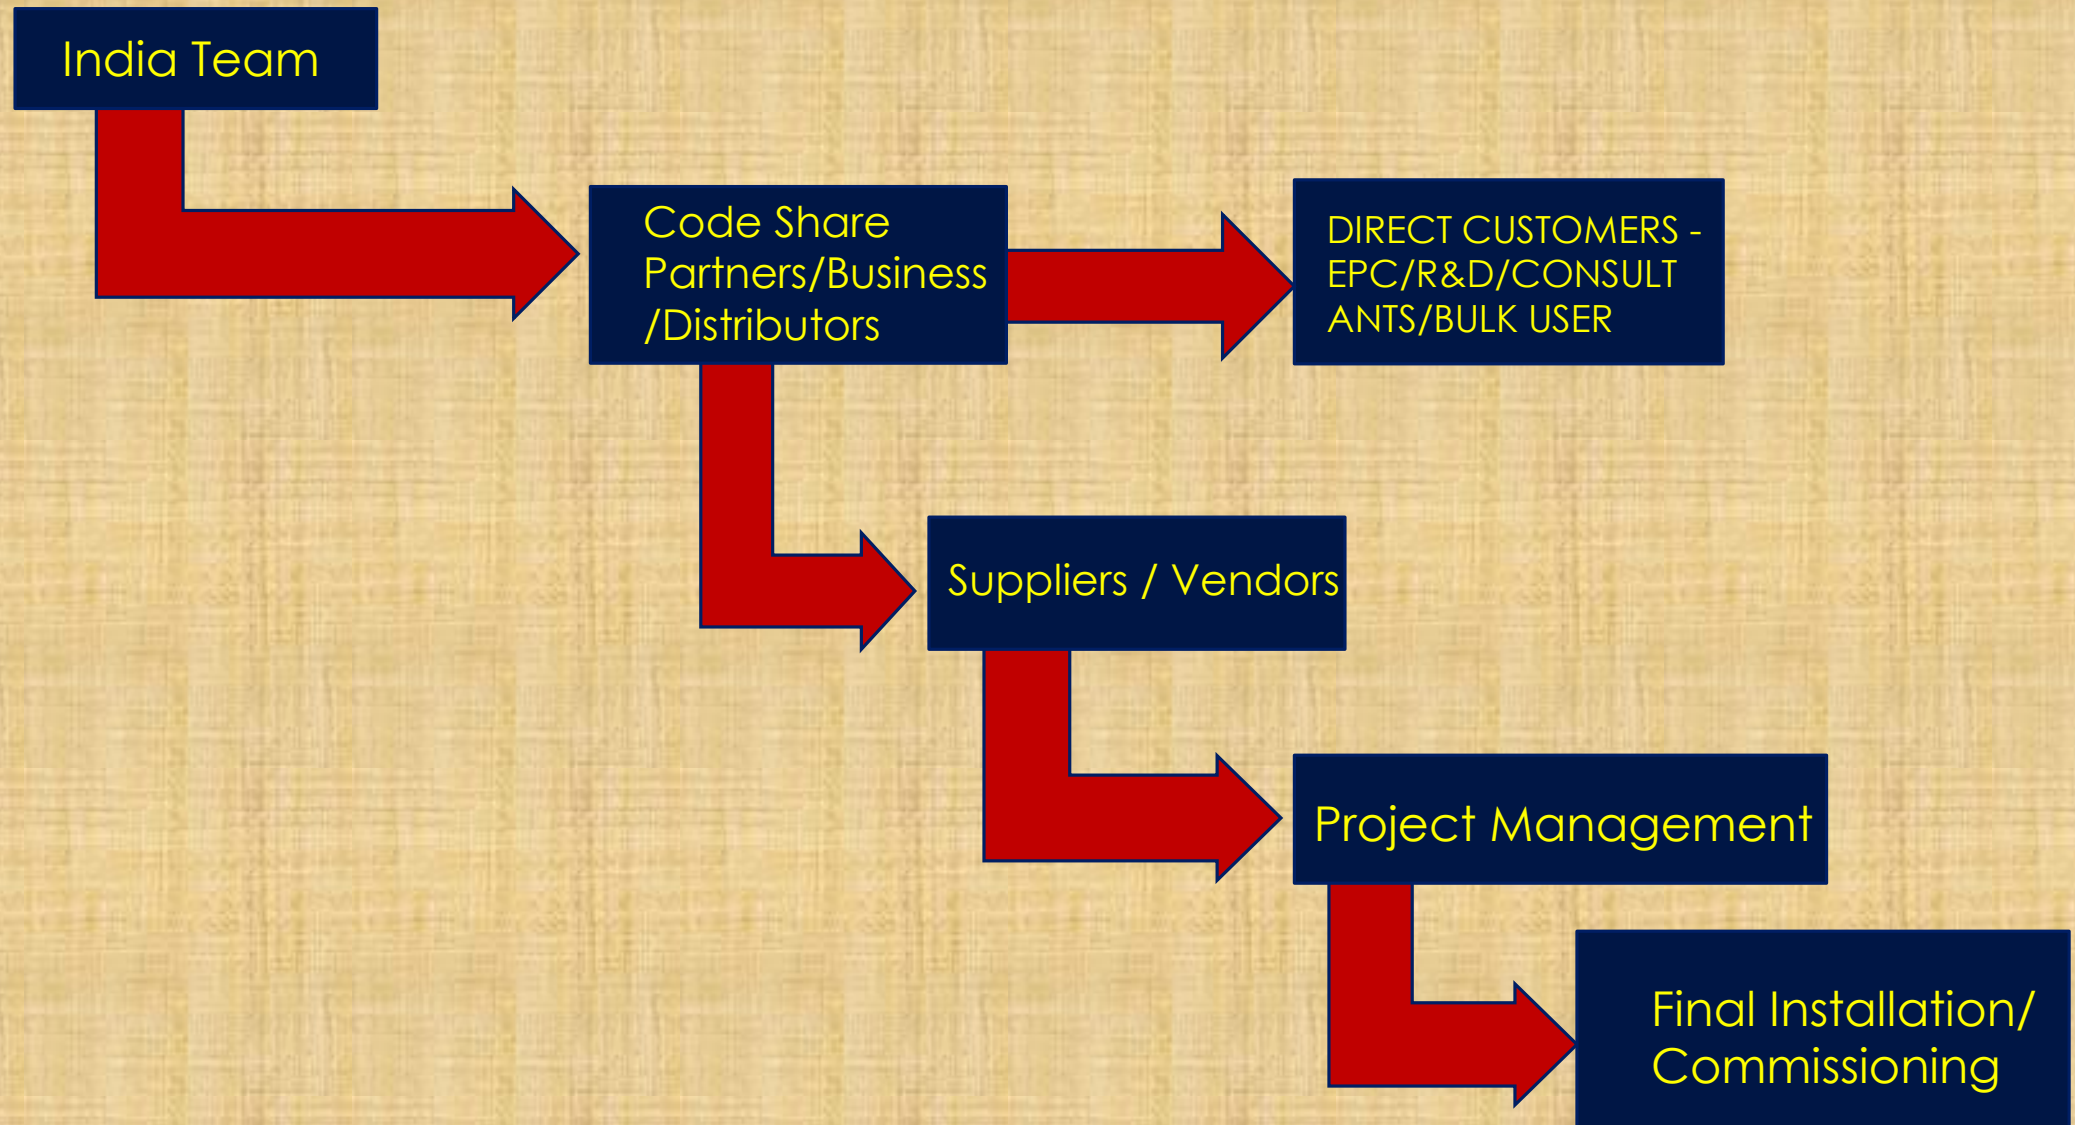 India Team
Code Share
Partners/Business
/Distributors
DIRECT CUSTOMERS -
EPC/R&D/CONSULT
ANTS/BULK USER
Suppliers / Vendors
Project Management
Final Installation/
Commissioning